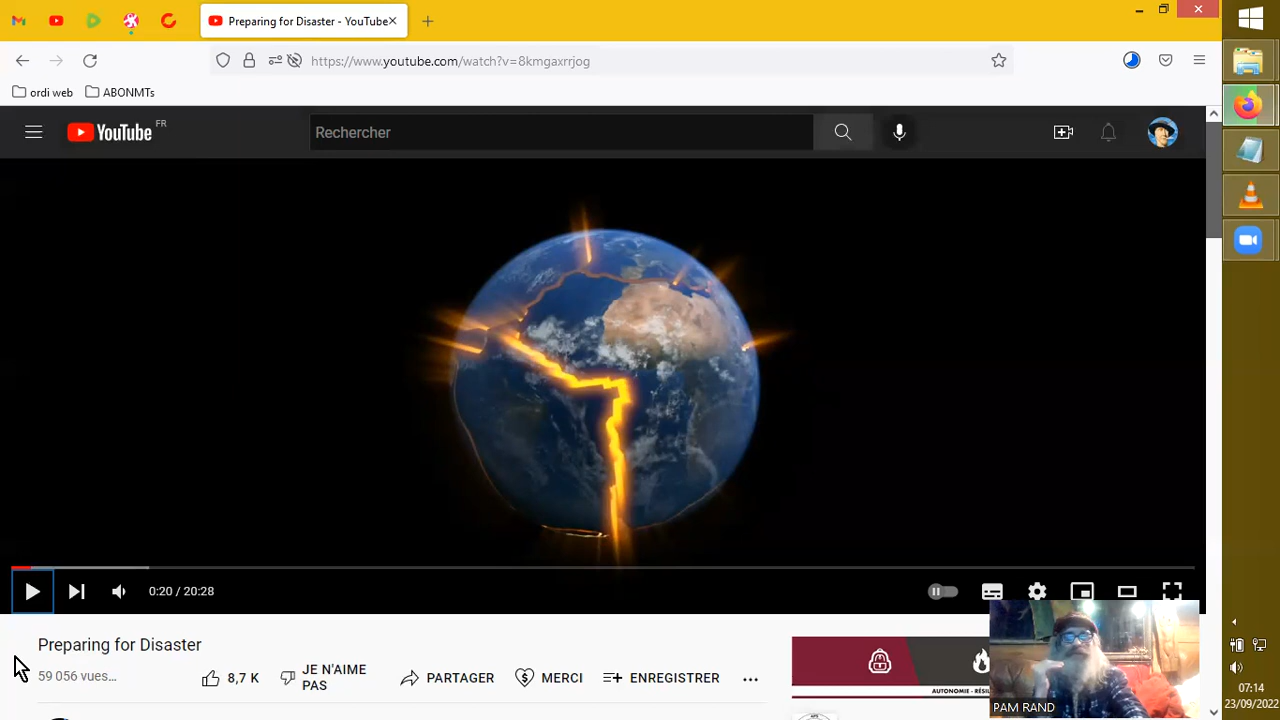 Preparing for Disaster - YouTube
https://www.youtube.com/watch?v=8kmgaxrrjog
ordi web
ABONMTs
YouTube FR
Rechercher
0:20 / 20:28
Preparing for Disaster
59 056 vues...
8,7 K
JE N'AIME
PAS
PARTAGER
MERCI
ENREGISTRER
PAM RAND
07:14
23/09/2022